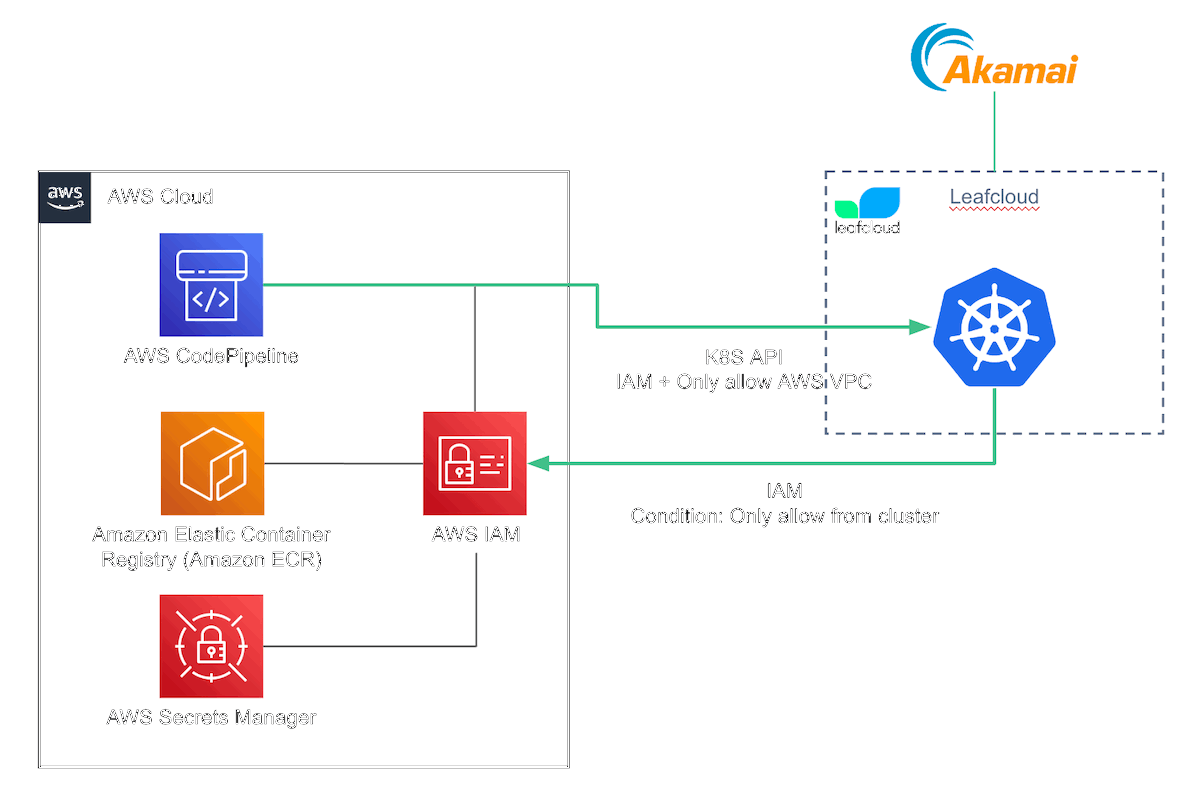 Akamai
aws
AWS Cloud
leafcloud
Leafcloud
</>
AWS CodePipeline
K8S API
IAM + Only allow AWS VPC
Amazon Elastic Container
Registry (Amazon ECR)
AWS IAM
IAM
Condition: Only allow from cluster
AWS Secrets Manager